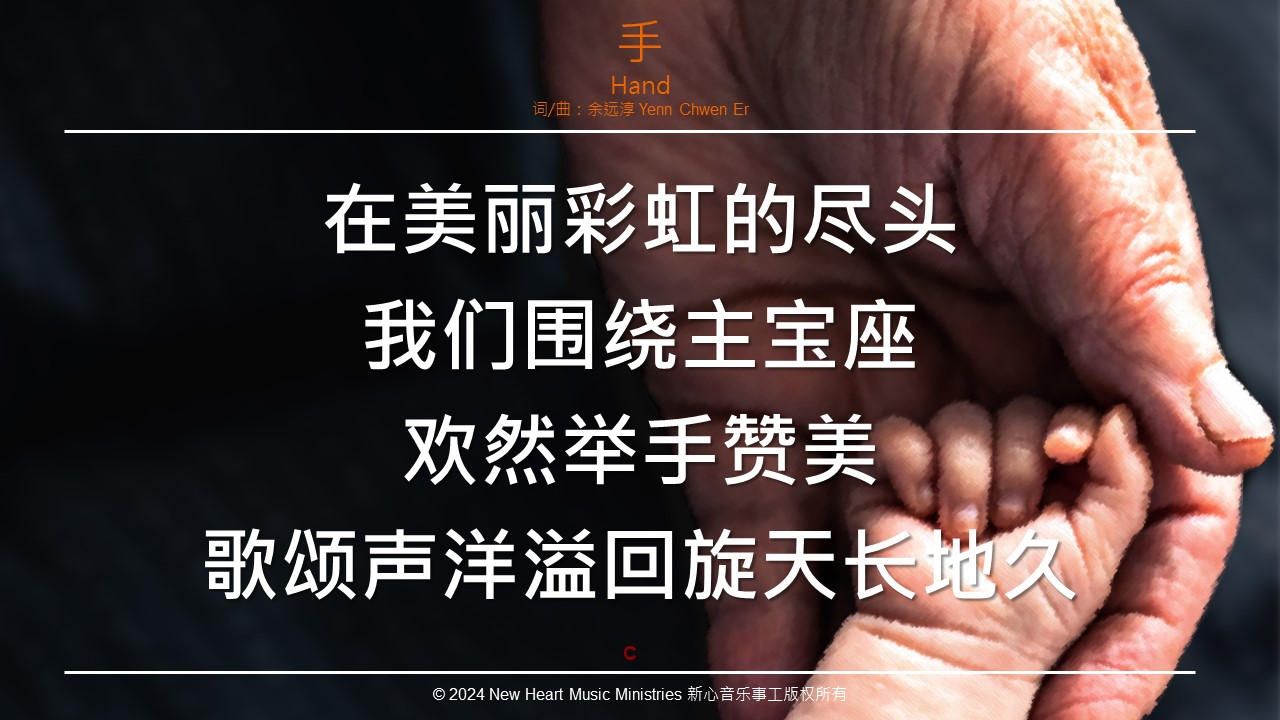 手
Hand
词/曲：余远淳 Yenn Chwen Er
在美丽彩虹的尽头
我们围绕主宝座
欢然举手赞美
歌颂声洋溢回旋天长地久
C
© 2024 New Heart Music Ministries 新心音乐事工版权所有